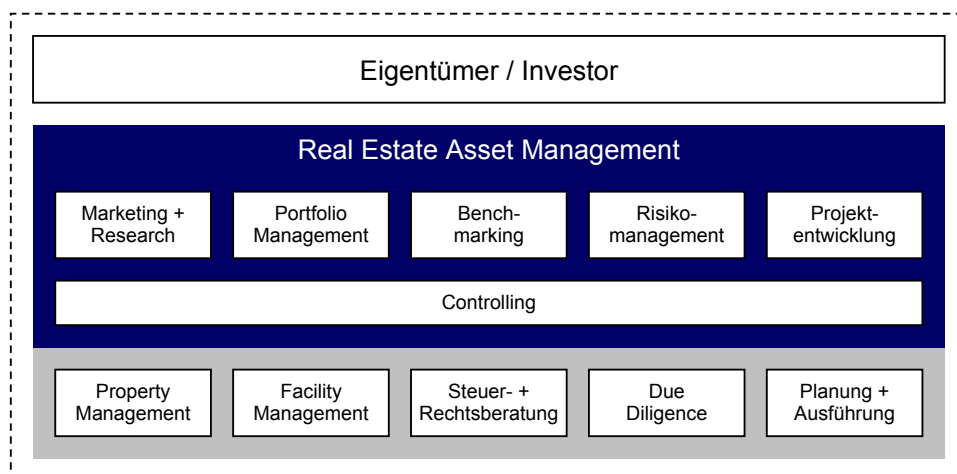 Eigentümer / Investor
Real Estate Asset Management
Marketing +
Research
Portfolio
Management
Bench-
marking
Risiko-
management
Projekt-
entwicklung
Controlling
Property
Management
Facility
Management
Steuer- +
Rechtsberatung
Due
Diligence
Planung +
Ausführung